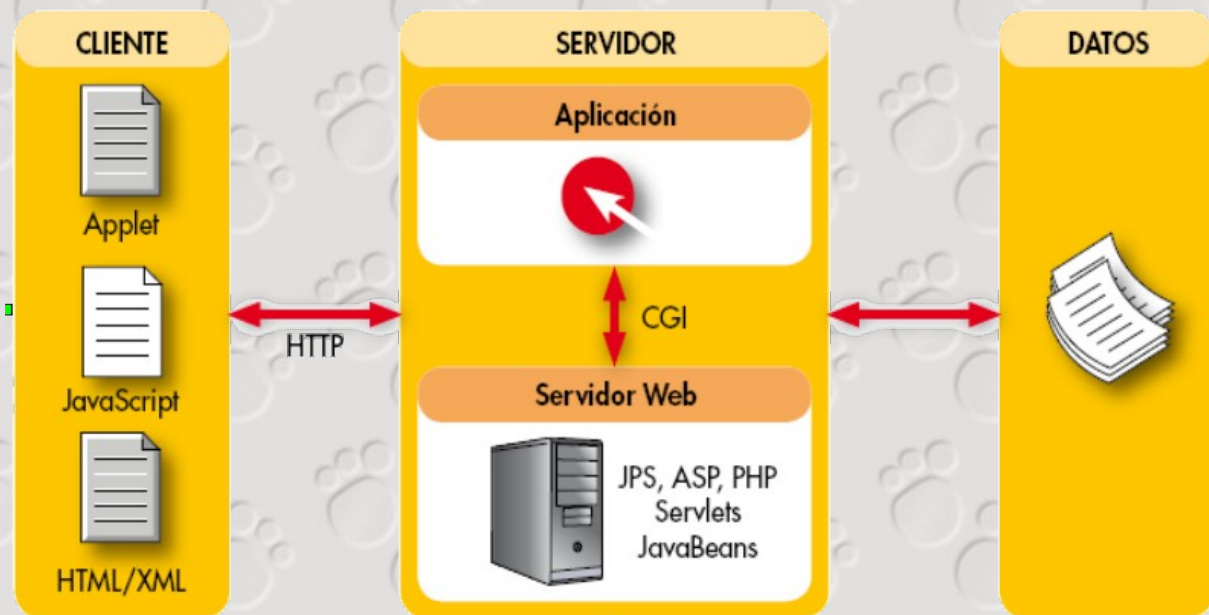 CLIENTE
Applet
JavaScript
HTML/XML
HTTP
SERVIDOR
Aplicación
CGI
Servidor Web
JPS, ASP, PHP
Servlets
JavaBeans
DATOS